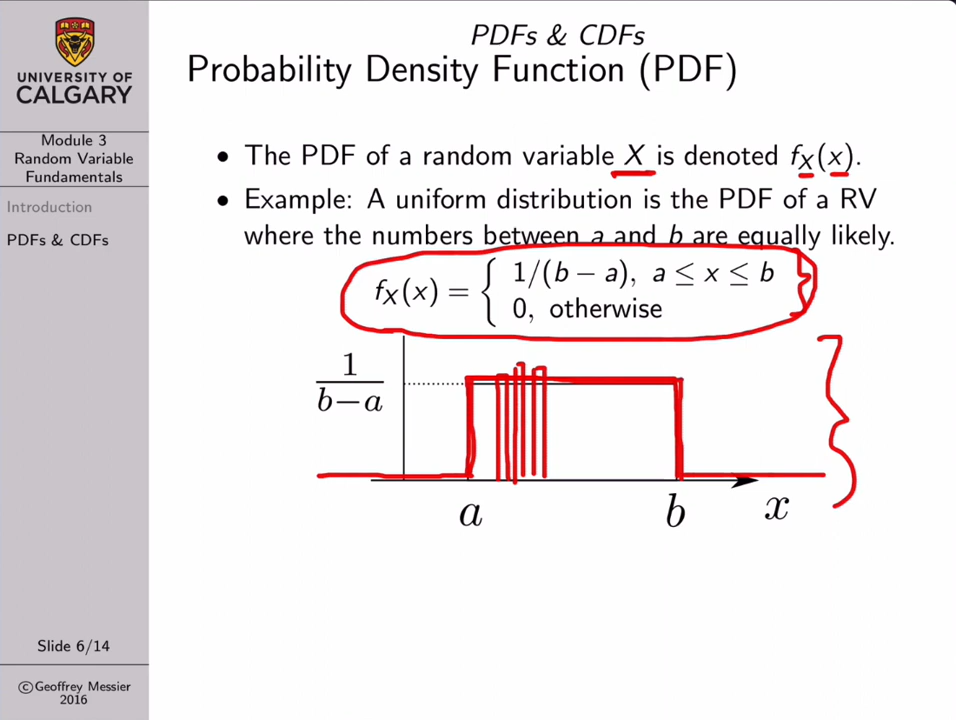 UNIVERSITY OF
CALGARY
Module 3
Random Variable
Fundamentals
Introduction
PDFs & CDFs
Slide 6/14
©Geoffrey Messier
2016
PDFs & CDFs
Probability Density Function (PDF)
• The PDF of a random variable X is denoted fX(x).
• Example: A uniform distribution is the PDF of a RV
where the numbers between a and b are equally likely.
fX(x) = { 1/(b − a), a ≤ x ≤ b
0, otherwise
1
b−a
a b x